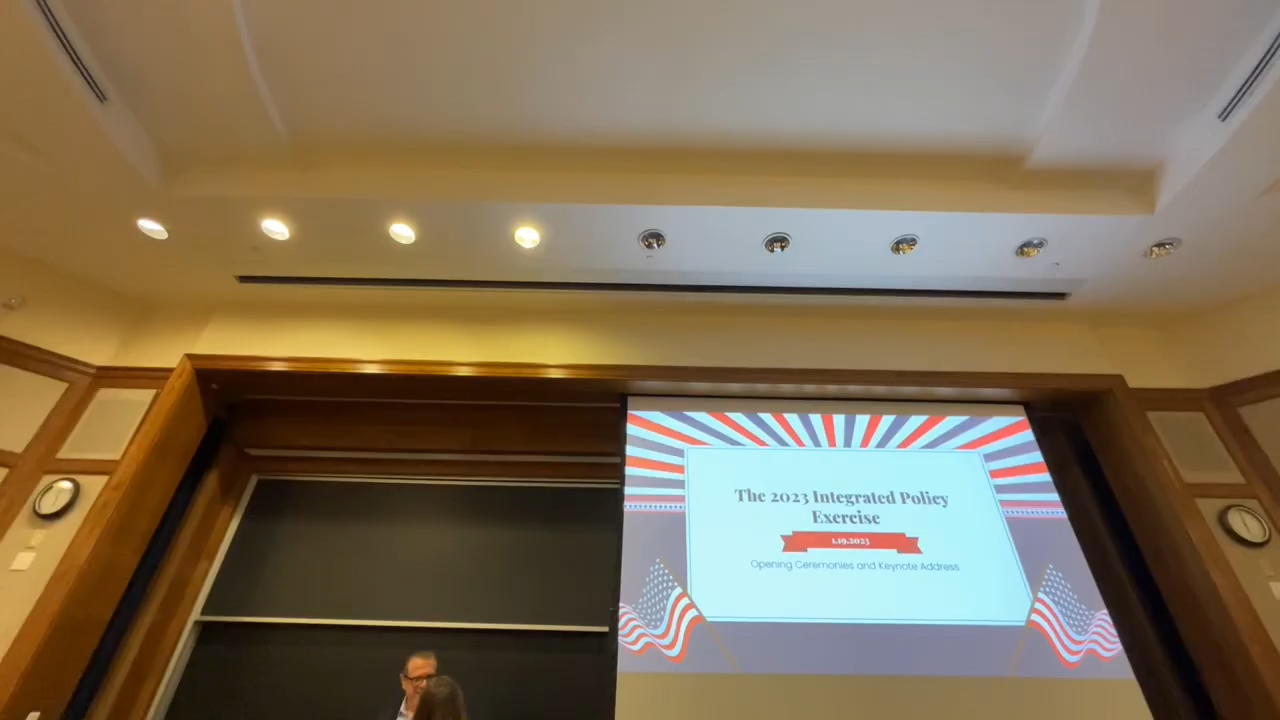 The 2023 Integrated Policy
Exercise
1.19.2023
Opening Ceremonies and Keynote Address